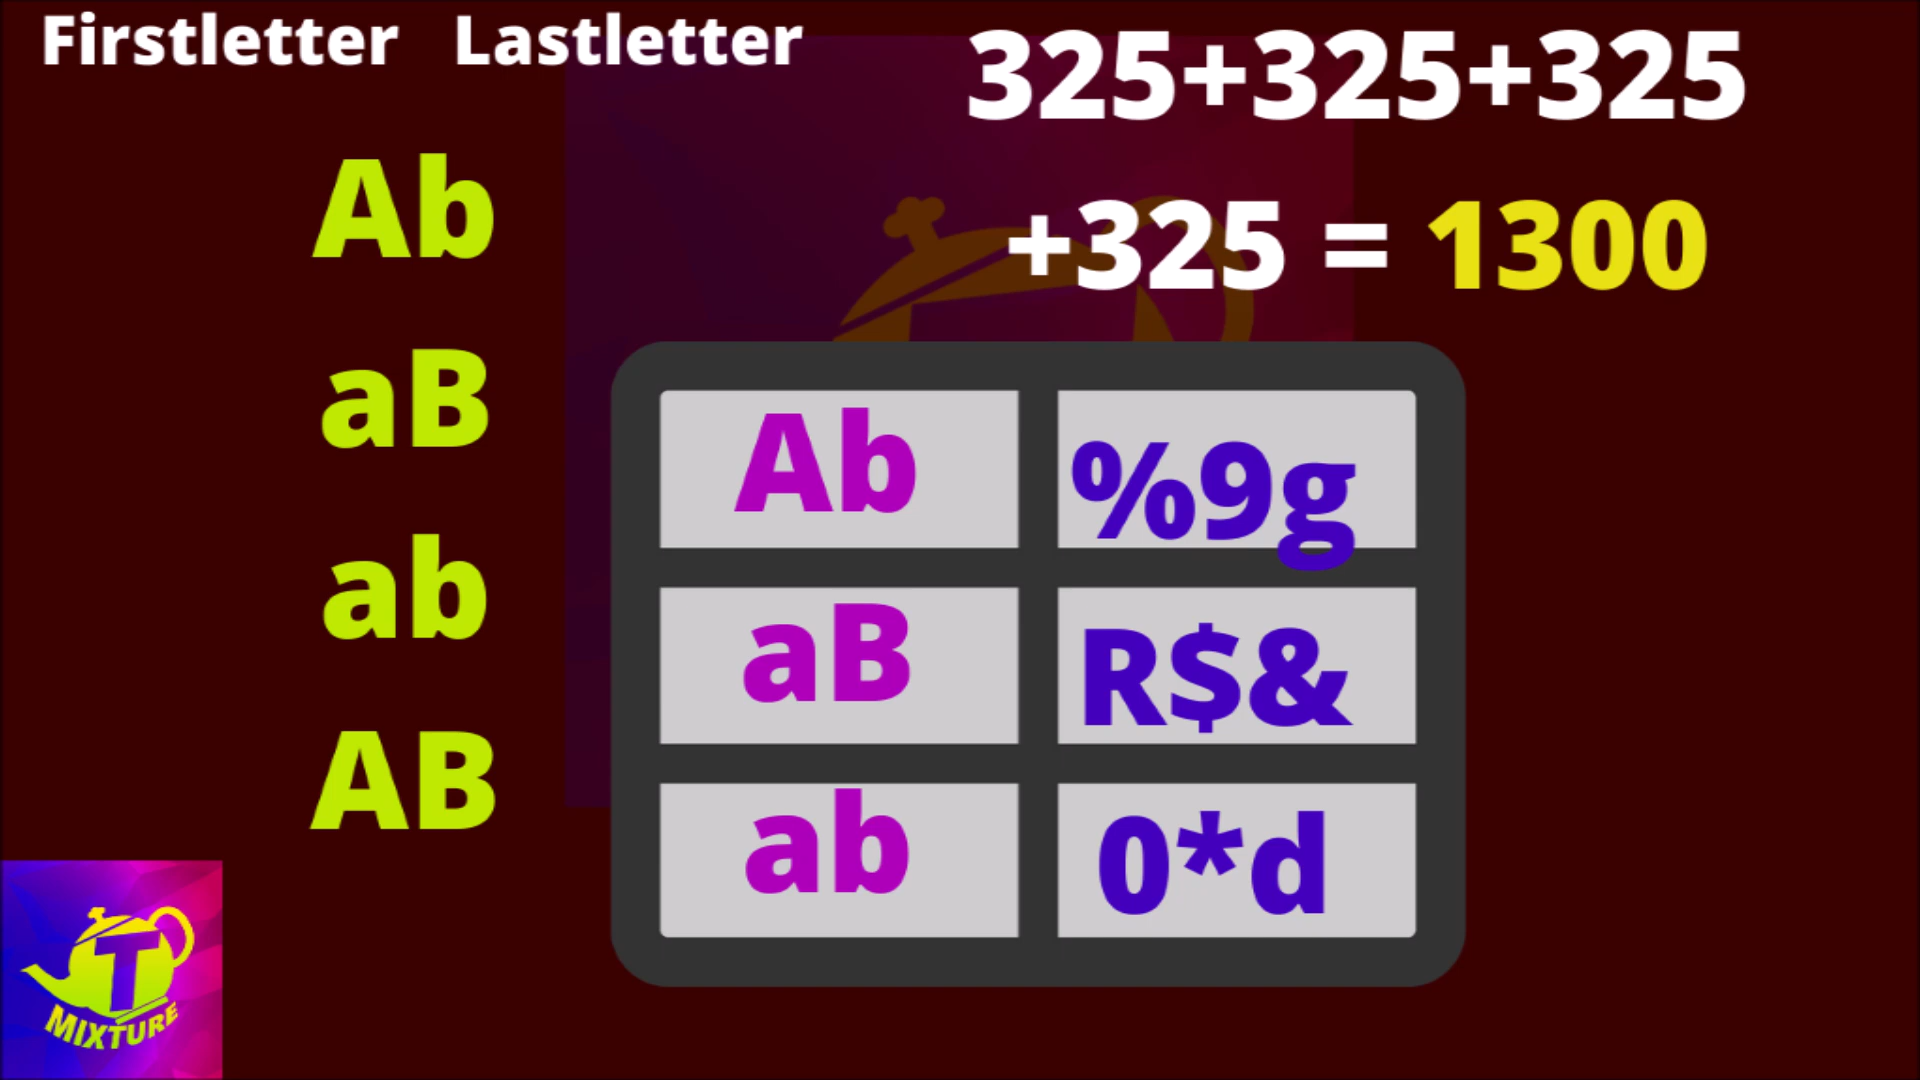 Firstletter Lastletter
325+325+325
+325 = 1300
Ab
aB
ab
AB
Ab %9g
aB R$&
ab 0*d
T
MIXTURE